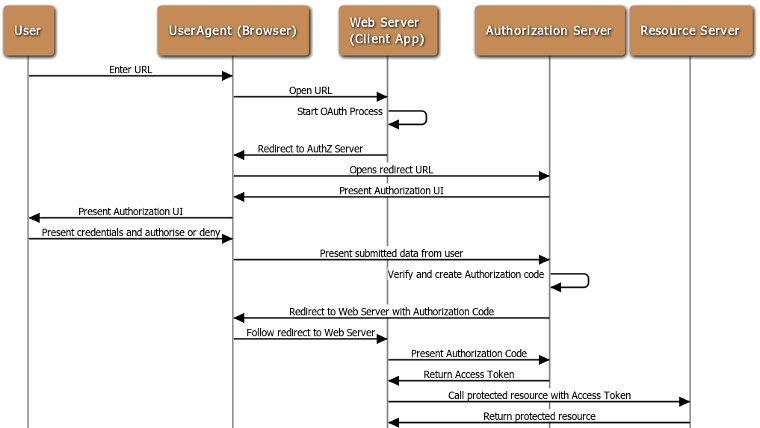 User
UserAgent (Browser)
Web Server
(Client App)
Authorization Server
Resource Server
Enter URL
Open URL
Start OAuth Process
Redirect to AuthZ Server
Opens redirect URL
Present Authorization UI
Present Authorization UI
Present credentials and authorise or deny
Present submitted data from user
Verify and create Authorization code
Redirect to Web Server with Authorization Code
Follow redirect to Web Server
Present Authorization Code
Return Access Token
Call protected resource with Access Token
Return protected resource